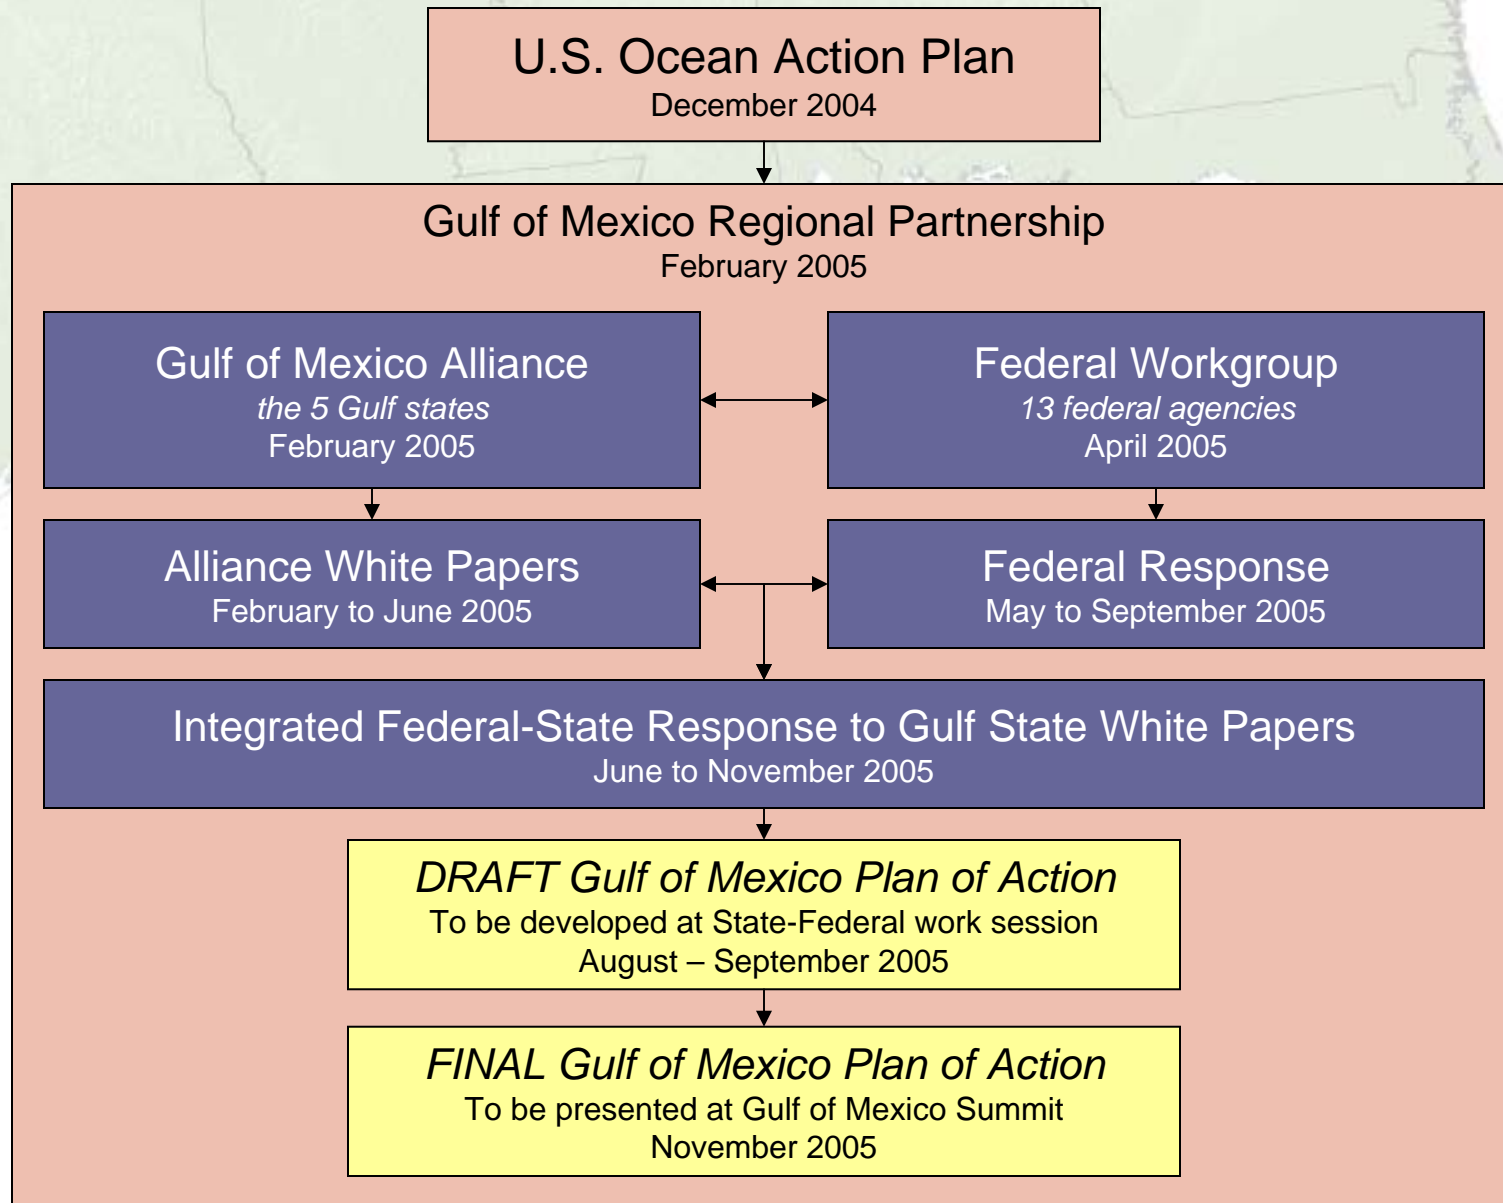 U.S. Ocean Action Plan
December 2004
Gulf of Mexico Regional Partnership
February 2005
Gulf of Mexico Alliance
the 5 Gulf states
February 2005
Federal Workgroup
13 federal agencies
April 2005
Alliance White Papers
February to June 2005
Federal Response
May to September 2005
Integrated Federal-State Response to Gulf State White Papers
June to November 2005
DRAFT Gulf of Mexico Plan of Action
To be developed at State-Federal work session
August – September 2005
FINAL Gulf of Mexico Plan of Action
To be presented at Gulf of Mexico Summit
November 2005